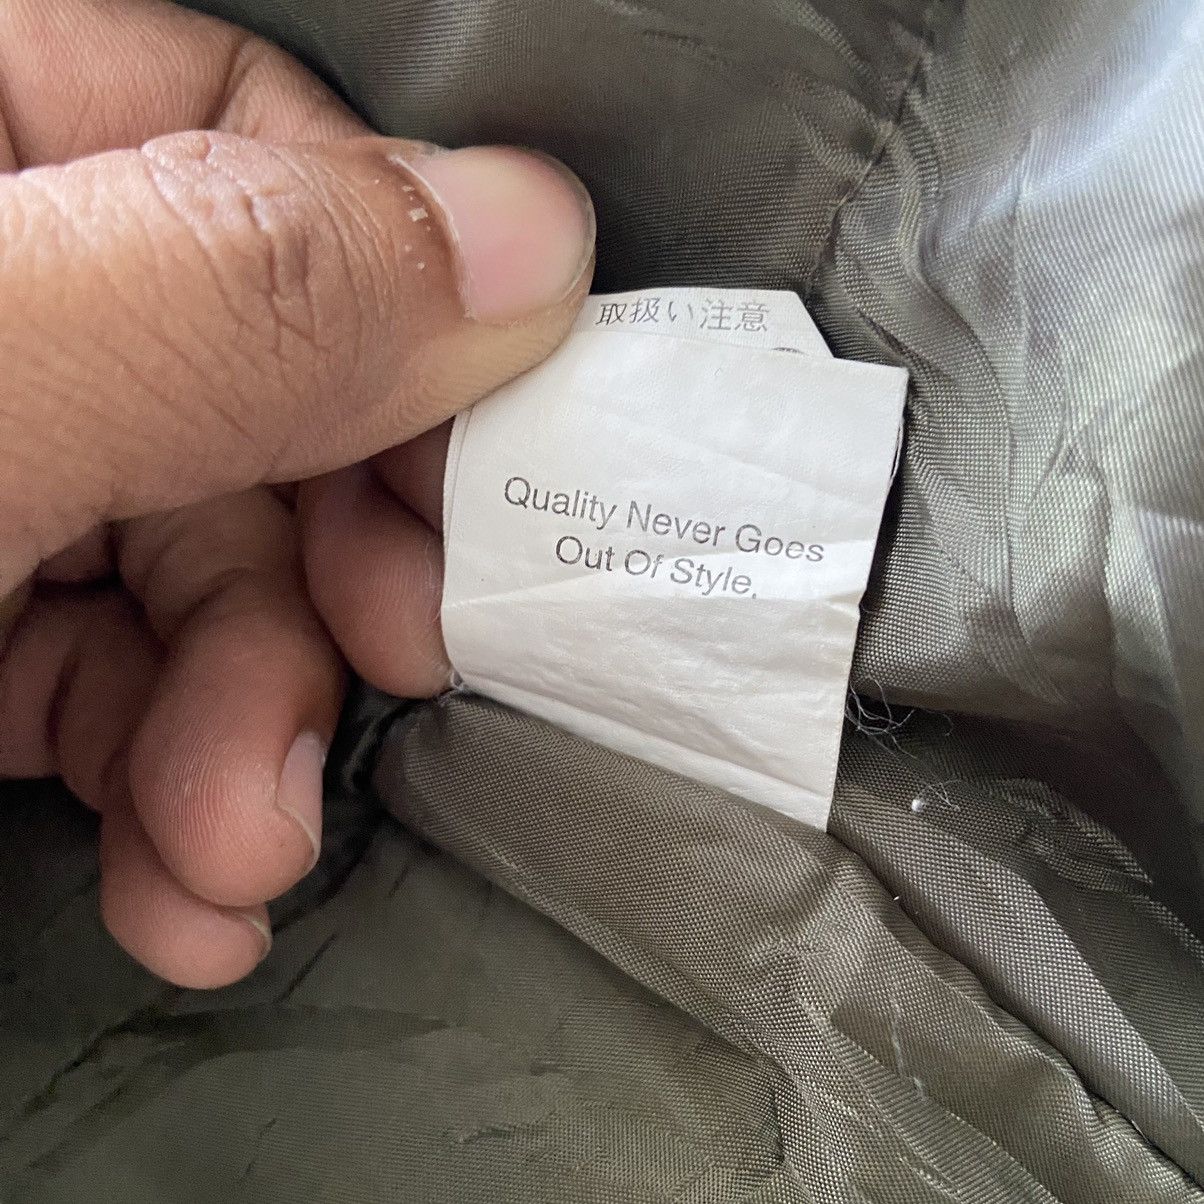 取扱い注意
Quality Never Goes
Out Of Style.